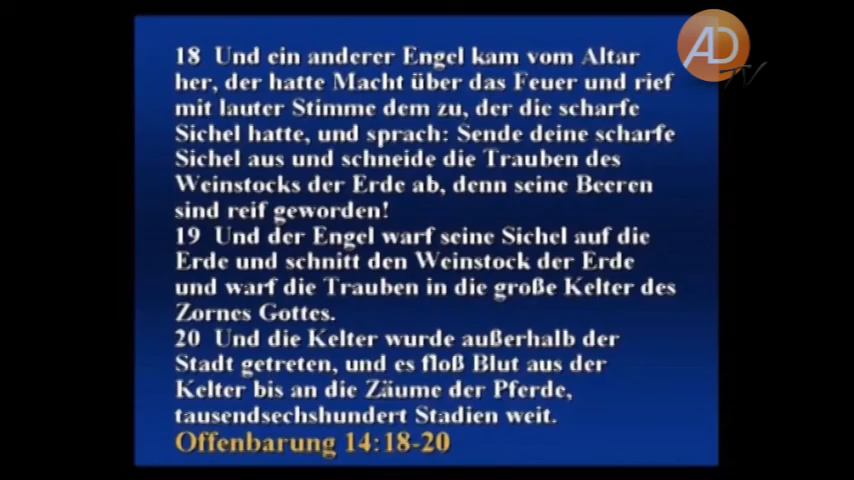 AD
TV
18 Und ein anderer Engel kam vom Altar
her, der hatte Macht über das Feuer und rief
mit lauter Stimme dem zu, der die scharfe
Sichel hatte, und sprach: Sende deine scharfe
Sichel aus und schneide die Trauben des
Weinstocks der Erde ab, denn seine Beeren
sind reif geworden!
19 Und der Engel warf seine Sichel auf die
Erde und schnitt den Weinstock der Erde
und warf die Trauben in die große Kelter des
Zornes Gottes.
20 Und die Kelter wurde außerhalb der
Stadt getreten, und es floß Blut aus der
Kelter bis an die Zäume der Pferde,
tausendsechshundert Stadien weit.
Offenbarung 14:18-20